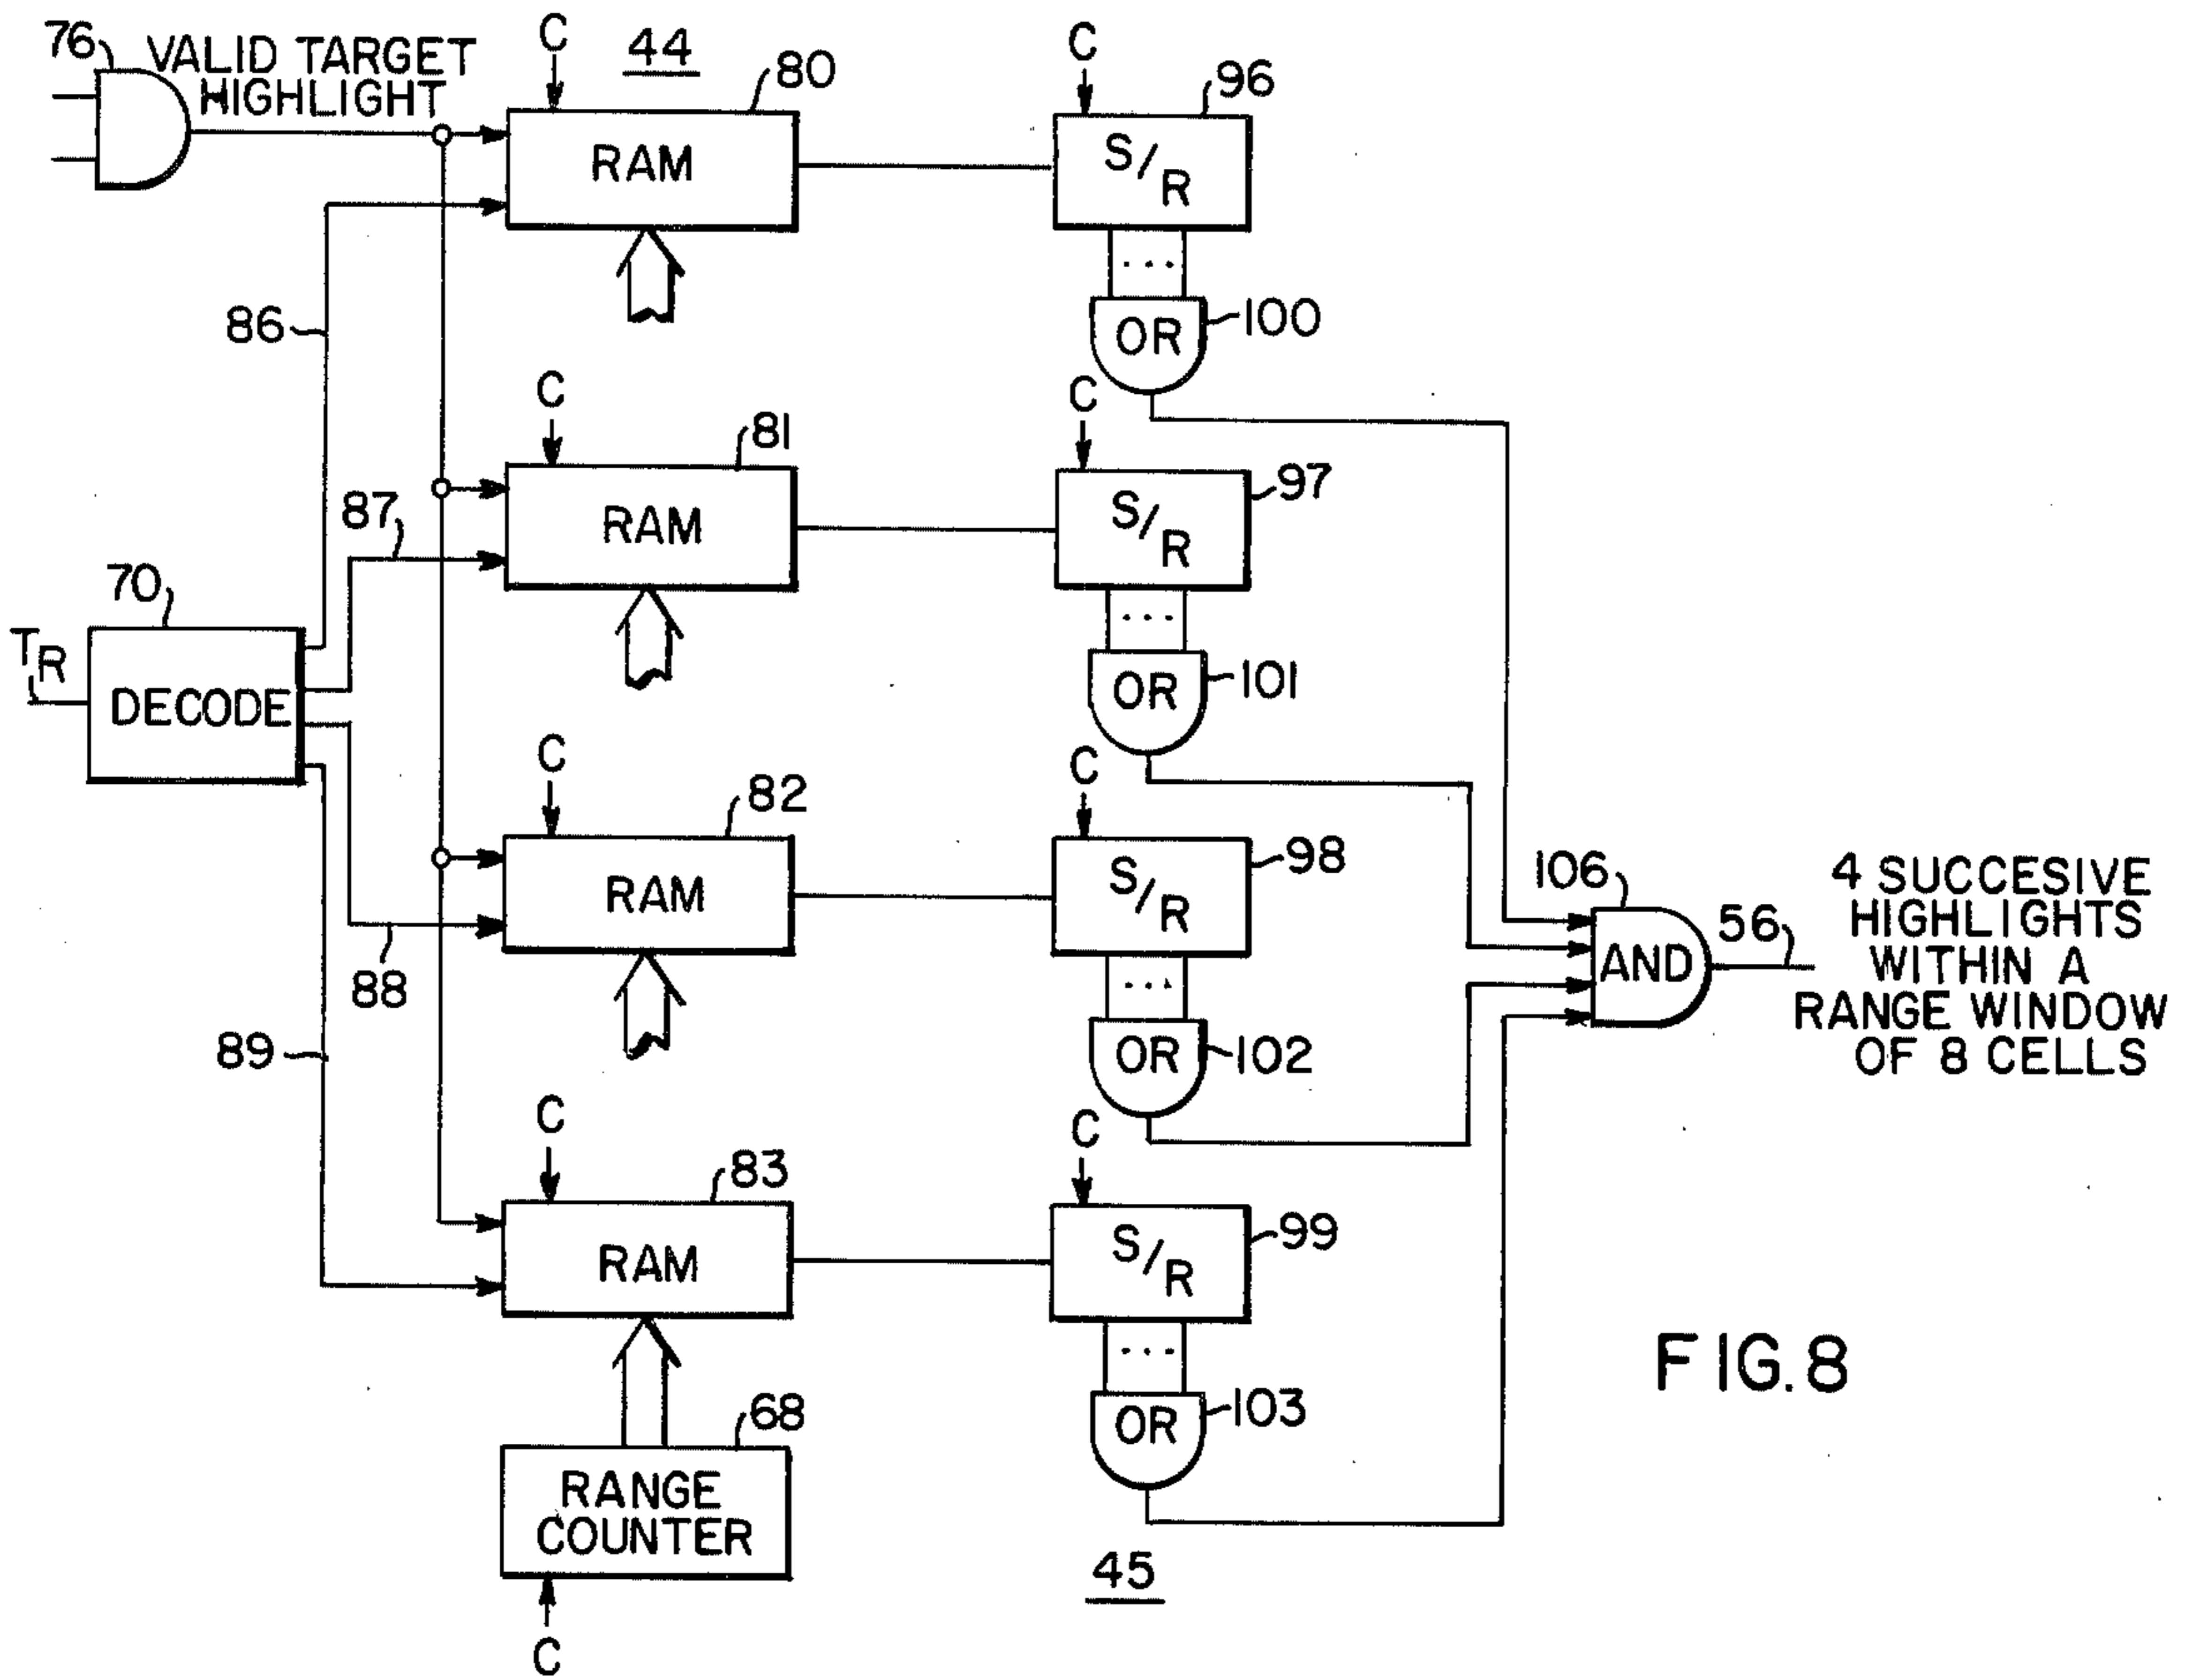 76
VALID TARGET
HIGHLIGHT
C
44
80
C
96
RAM
S/R
86
OR
100
C
81
C
97
87
RAM
S/R
70
TR
DECODE
OR
101
C
82
C
98
RAM
S/R
88
OR
102
89
106
AND
56
4 SUCCESIVE
HIGHLIGHTS
WITHIN A
RANGE WINDOW
OF 8 CELLS
C
83
C
99
RAM
S/R
OR
103
68
RANGE
COUNTER
C
45
FIG.8